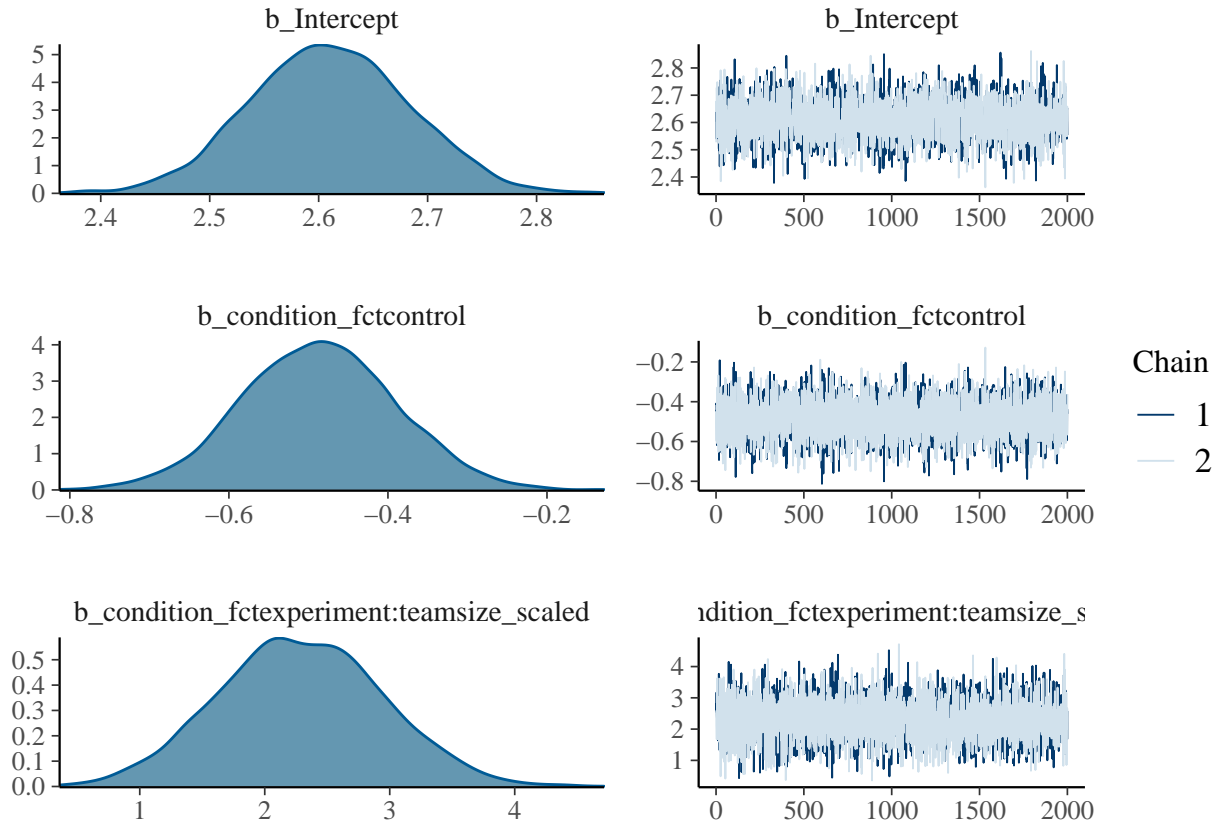 b_Intercept
5
4
3
2
1
0
2.4 2.5 2.6 2.7 2.8
b_Intercept
2.8
2.7
2.6
2.5
2.4
0 500 1000 1500 2000
b_condition_fctcontrol
4
3
2
1
0
−0.8 −0.6 −0.4 −0.2
b_condition_fctcontrol
−0.2
−0.4
−0.6
−0.8
0 500 1000 1500 2000
Chain
1
2
b_condition_fctexperiment:teamsize_scaled
0.5
0.4
0.3
0.2
0.1
0.0
1 2 3 4
ndition_fctexperiment:teamsize_s
4
3
2
1
0 500 1000 1500 2000